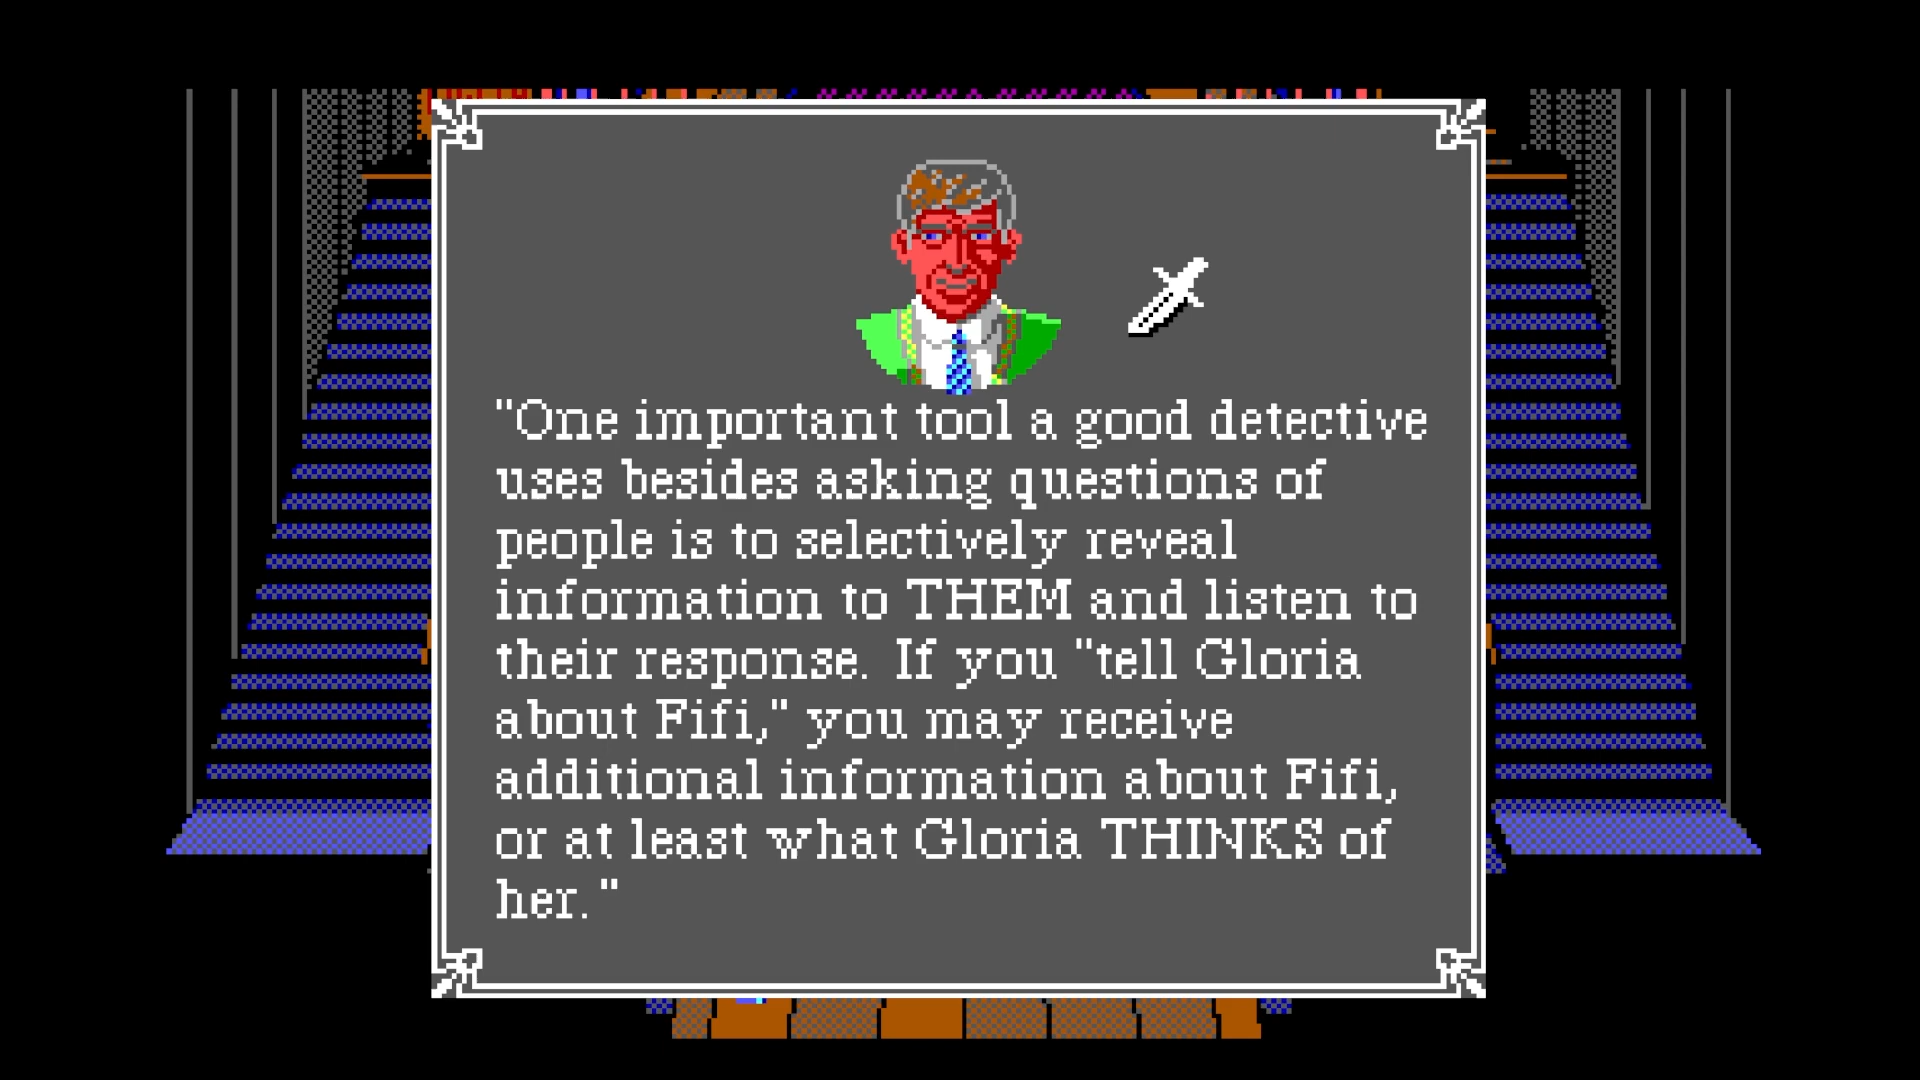 "One important tool a good detective
uses besides asking questions of
people is to selectively reveal
information to THEM and listen to
their response. If you "tell Gloria
about Fifi," you may receive
additional information about Fifi,
or at least what Gloria THINKS of
her."